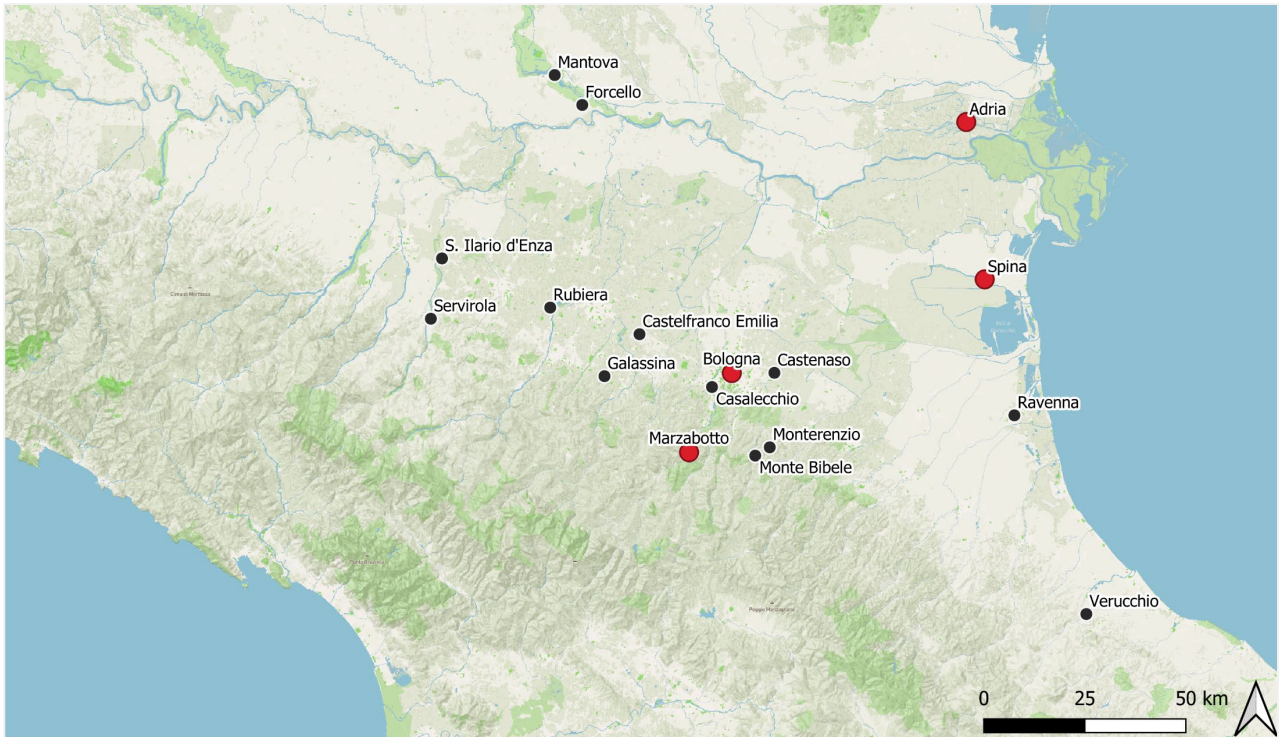 Mantova
Forcello
Adria
S. Ilario d'Enza
Spina
Rubiera
Servirola
Castelfranco Emilia
Bologna
Castenaso
Galassina
Casalecchio
Ravenna
Marzabotto
Monterenzio
Monte Bibele
Verucchio
0 25 50 km